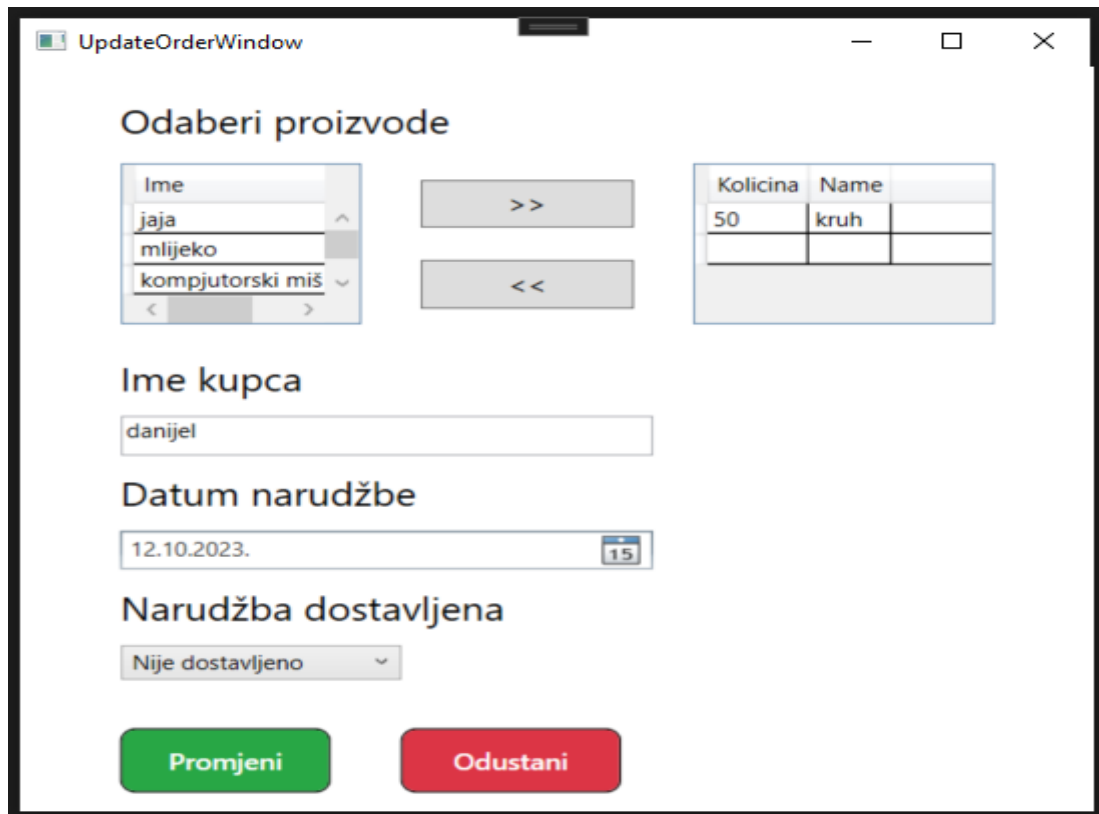 UpdateOrderWindow
Odaberi proizvode
Ime
jaja
mlijeko
kompjutorski miš
>>
<<
Kolicina Name
50 kruh
Ime kupca
danijel
Datum narudžbe
12.10.2023.
15
Narudžba dostavljena
Nije dostavljeno
Promjeni
Odustani